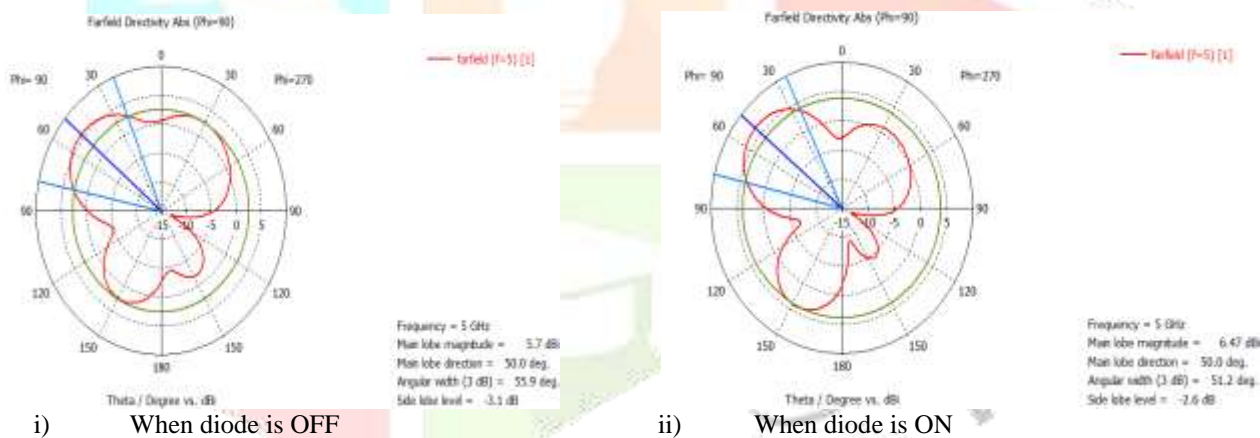 Farfield Directivity Abs (Phi=90)
farfield (f=5) [1]
Phi= 90
Phi=270
0
30
30
60
60
90
90
-15
-10
-5
0
5
120
120
150
150
180
Frequency = 5 GHz
Main lobe magnitude = 5.7 dBi
Main lobe direction = 50.0 deg.
Angular width (3 dB) = 55.9 deg.
Side lobe level = -3.1 dB
Theta / Degree vs. dBi
i) When diode is OFF
Farfield Directivity Abs (Phi=90)
farfield (f=5) [1]
Phi= 90
Phi=270
0
30
30
60
60
90
90
-15
-10
-5
0
5
120
120
150
150
180
Frequency = 5 GHz
Main lobe magnitude = 6.47 dBi
Main lobe direction = 50.0 deg.
Angular width (3 dB) = 51.2 deg.
Side lobe level = -2.6 dB
Theta / Degree vs. dBi
ii) When diode is ON